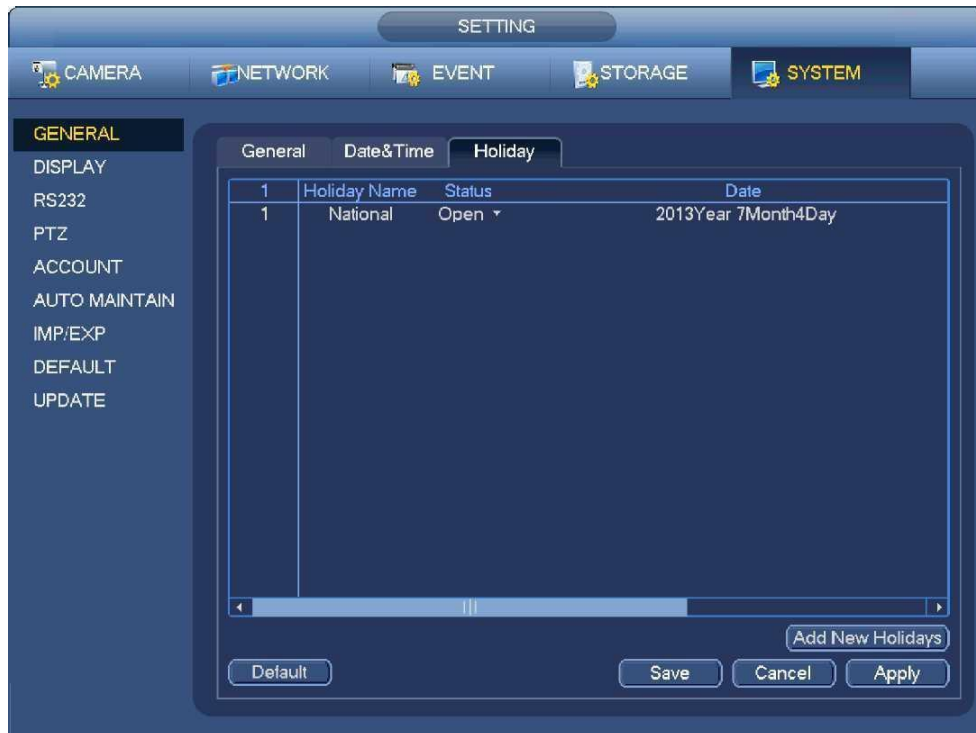 SETTING
CAMERA NETWORK EVENT STORAGE SYSTEM
GENERAL
DISPLAY
RS232
PTZ
ACCOUNT
AUTO MAINTAIN
IMP/EXP
DEFAULT
UPDATE
General Date&Time Holiday
1 Holiday Name Status Date
1 National Open 2013Year 7Month4Day
Add New Holidays
Default Save Cancel Apply